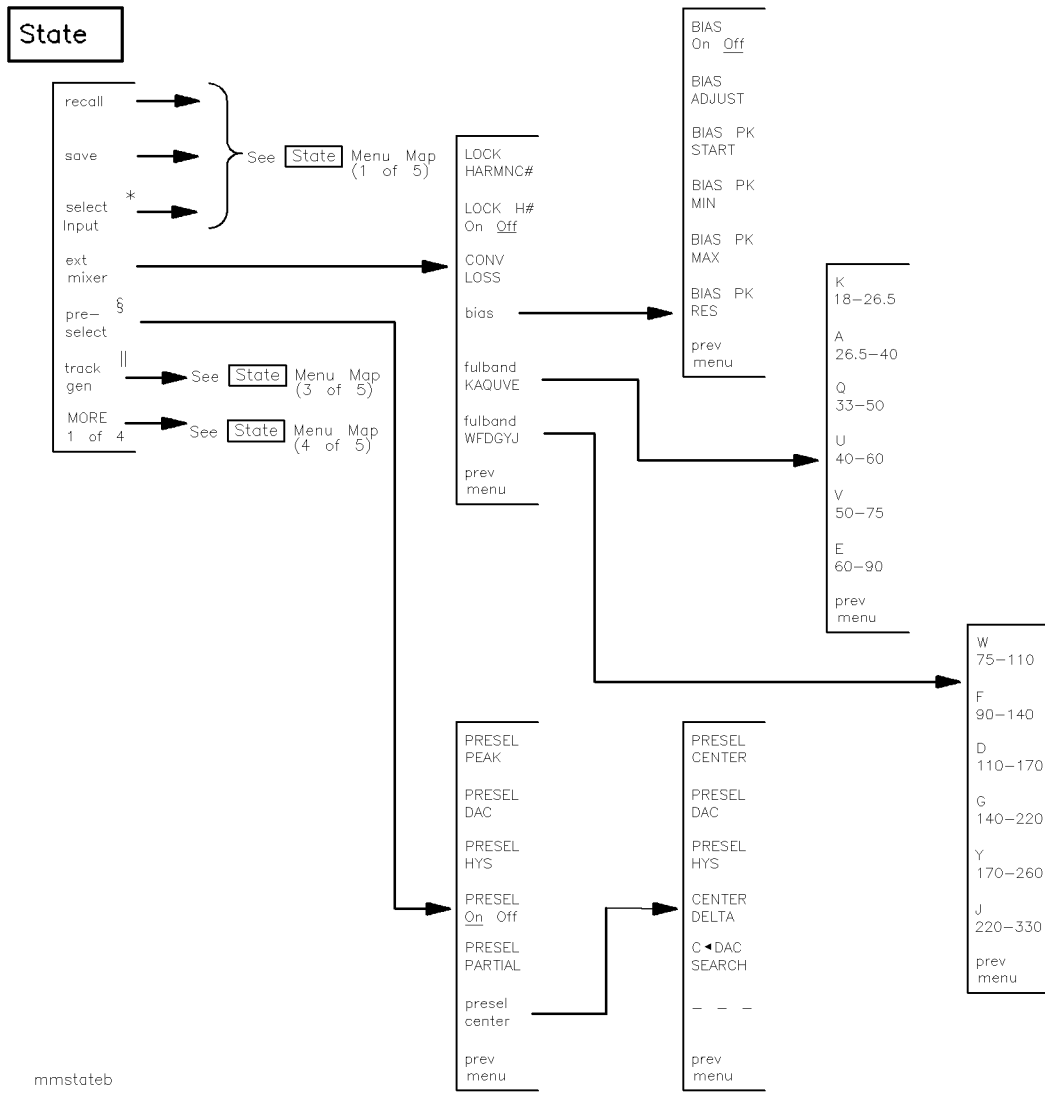 State
recall
save
select *
Input
ext
mixer
pre- §
select
track ||
gen
MORE
1 of 4
See State Menu Map
(1 of 5)
See State Menu Map
(3 of 5)
See State Menu Map
(4 of 5)
LOCK
HARMNC#
LOCK H#
On Off
CONV
LOSS
bias
fulband
KAQUVE
fulband
WFDGYJ
prev
menu
BIAS
On Off
BIAS
ADJUST
BIAS PK
START
BIAS PK
MIN
BIAS PK
MAX
BIAS PK
RES
prev
menu
K
18-26.5
A
26.5-40
Q
33-50
U
40-60
V
50-75
E
60-90
prev
menu
W
75-110
F
90-140
D
110-170
G
140-220
Y
170-260
J
220-330
prev
menu
PRESEL
PEAK
PRESEL
DAC
PRESEL
HYS
PRESEL
On Off
PRESEL
PARTIAL
presel
center
prev
menu
PRESEL
CENTER
PRESEL
DAC
PRESEL
HYS
CENTER
DELTA
C◄DAC
SEARCH
- - -
prev
menu
mmstateb